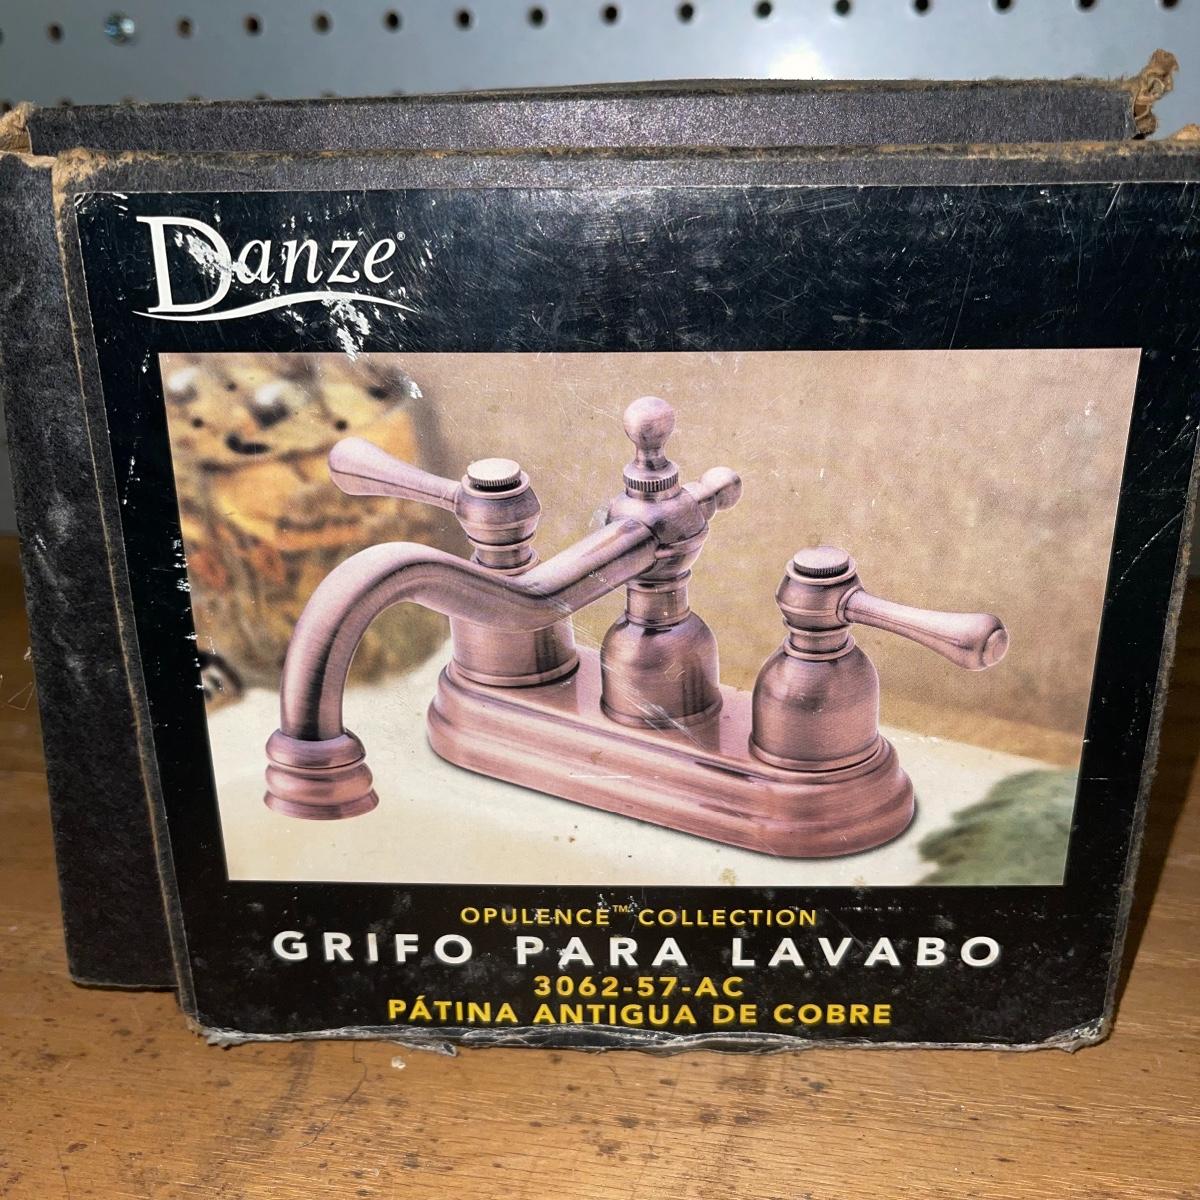 Danze®
OPULENCE™ COLLECTION
GRIFO PARA LAVABO
3062-57-AC
PÁTINA ANTIGUA DE COBRE